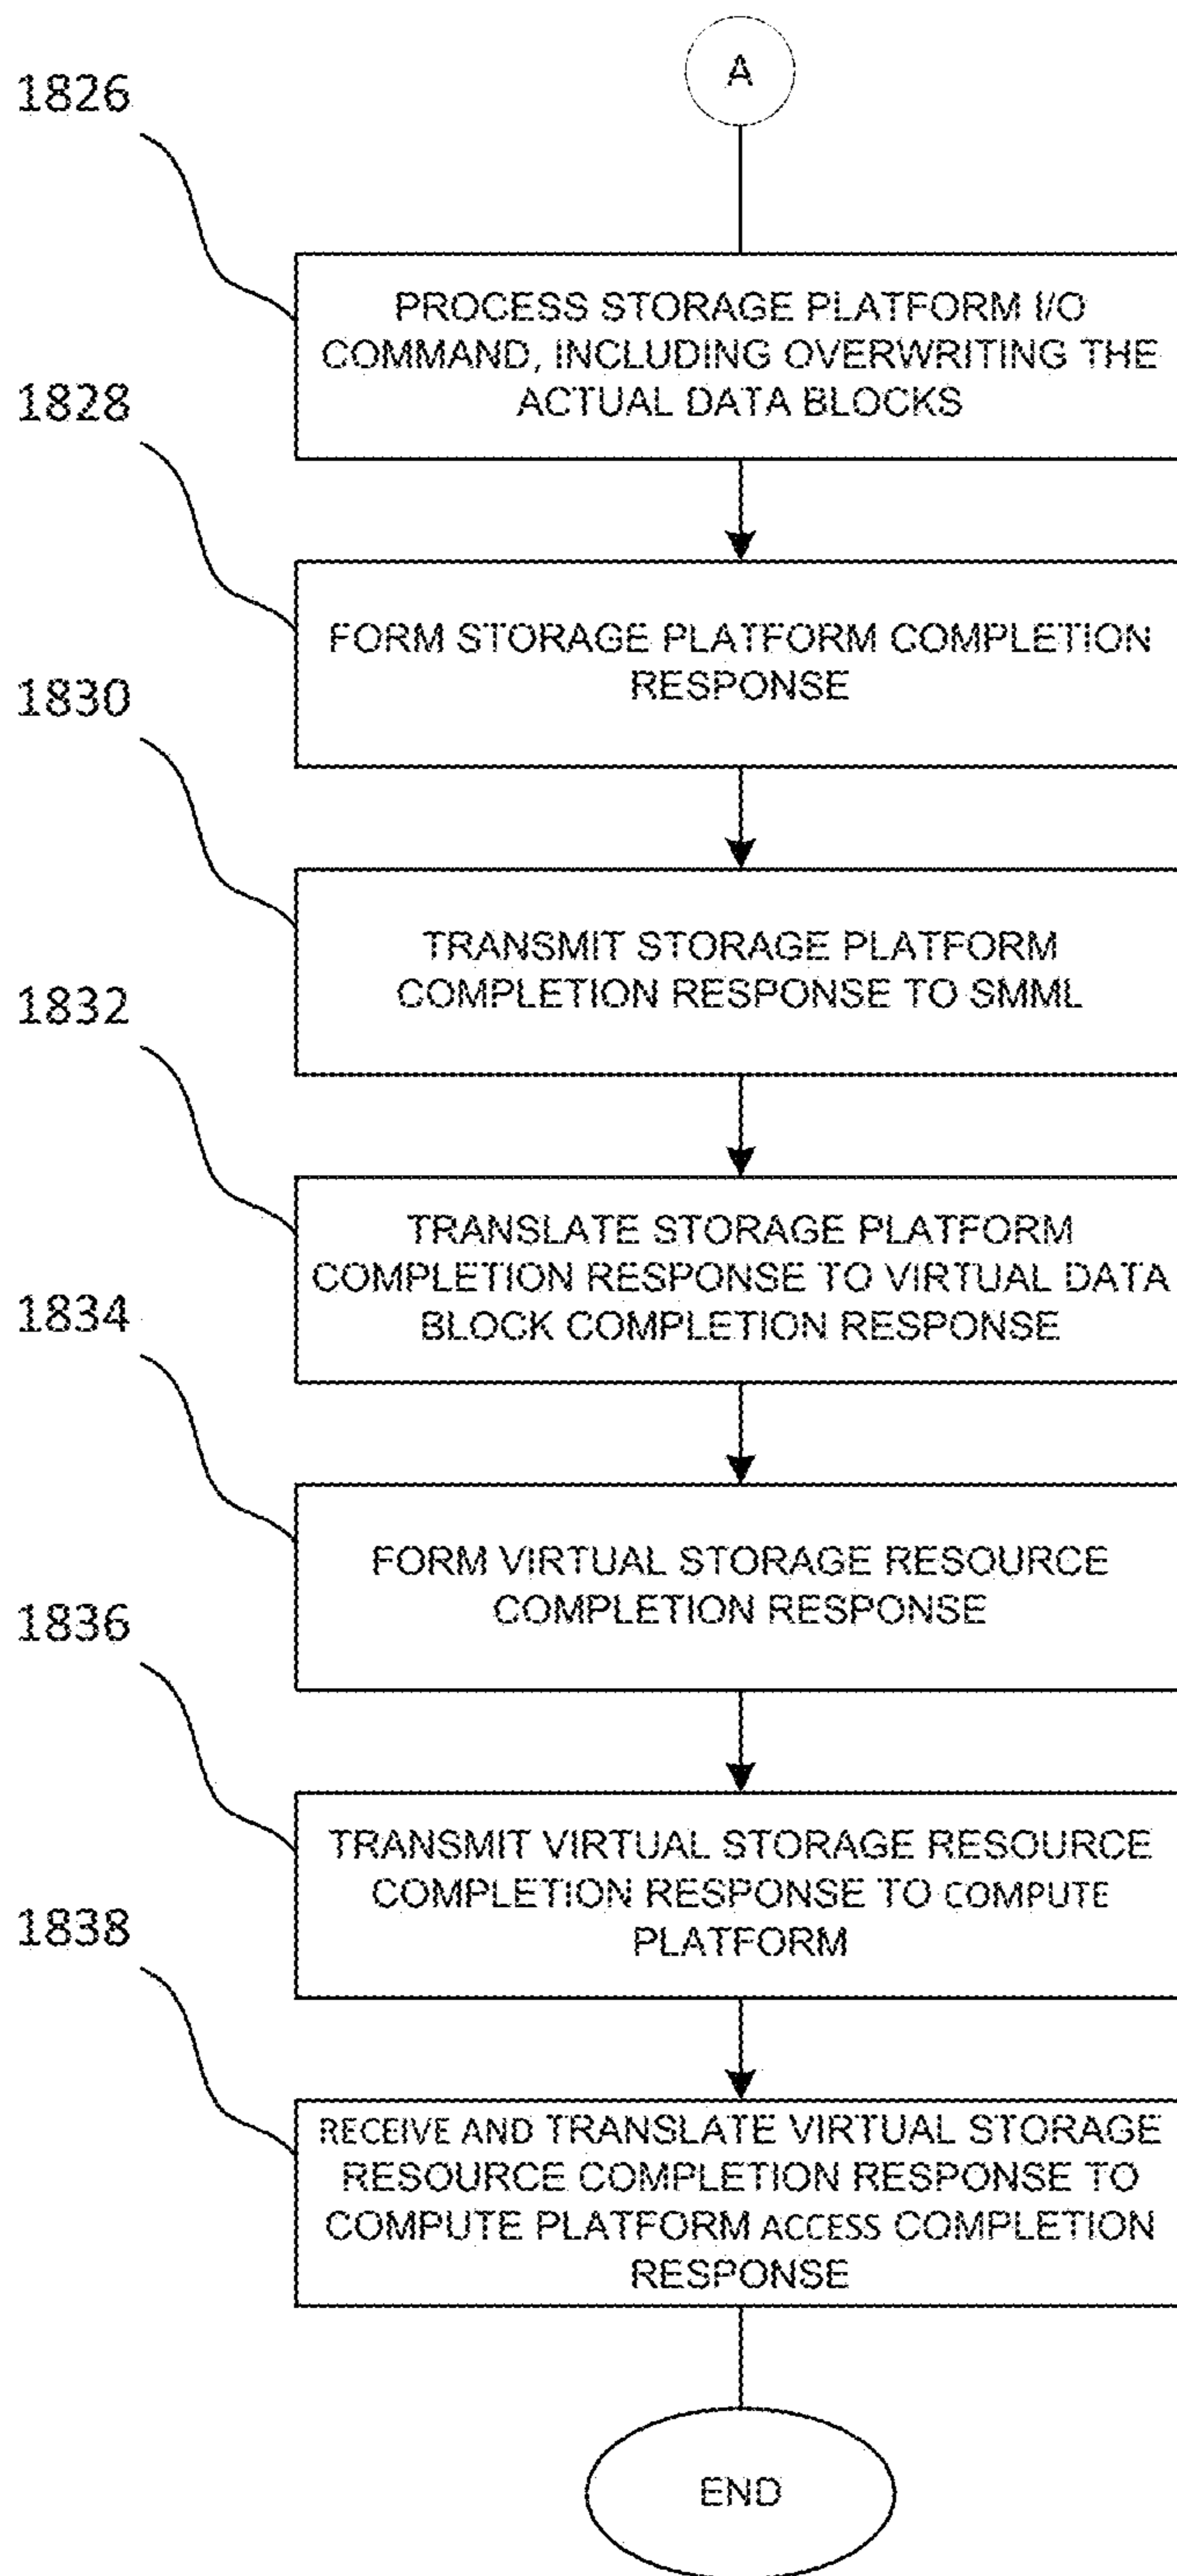 A
1826
PROCESS STORAGE PLATFORM I/O
COMMAND, INCLUDING OVERWRITING THE
ACTUAL DATA BLOCKS
1828
FORM STORAGE PLATFORM COMPLETION
RESPONSE
1830
TRANSMIT STORAGE PLATFORM
COMPLETION RESPONSE TO SMML
1832
TRANSLATE STORAGE PLATFORM
COMPLETION RESPONSE TO VIRTUAL DATA
BLOCK COMPLETION RESPONSE
1834
FORM VIRTUAL STORAGE RESOURCE
COMPLETION RESPONSE
1836
TRANSMIT VIRTUAL STORAGE RESOURCE
COMPLETION RESPONSE TO COMPUTE
PLATFORM
1838
RECEIVE AND TRANSLATE VIRTUAL STORAGE
RESOURCE COMPLETION RESPONSE TO
COMPUTE PLATFORM ACCESS COMPLETION
RESPONSE
END